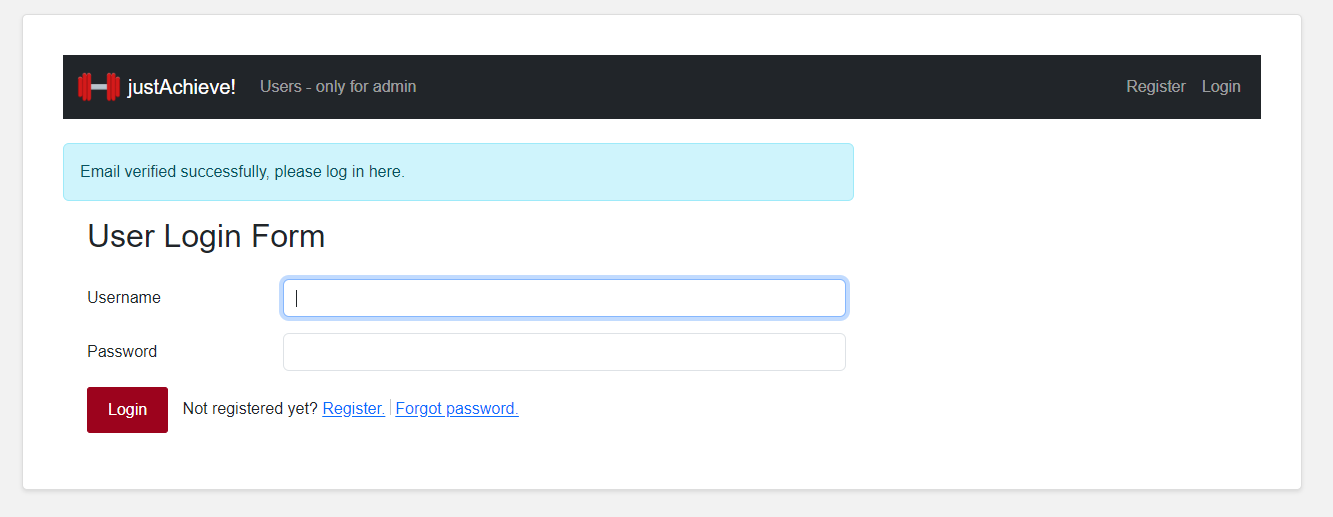 justAchieve! Users - only for admin Register Login
Email verified successfully, please log in here.
User Login Form
Username
Password
Login Not registered yet? Register. Forgot password.